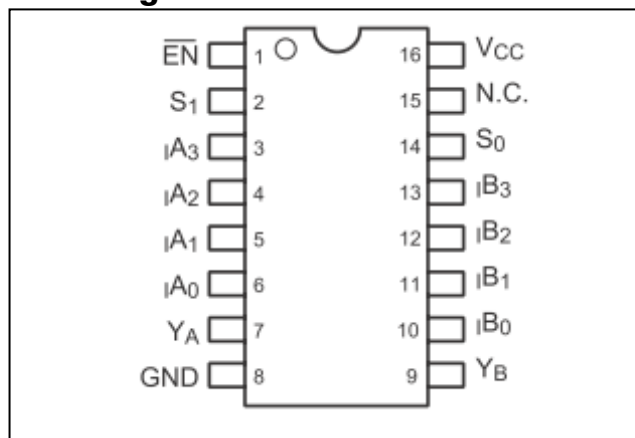 E̅N̅ 1 16 VCC
S1 2 15 N.C.
IA3 3 14 S0
IA2 4 13 IB3
IA1 5 12 IB2
IA0 6 11 IB1
YA 7 10 IB0
GND 8 9 YB